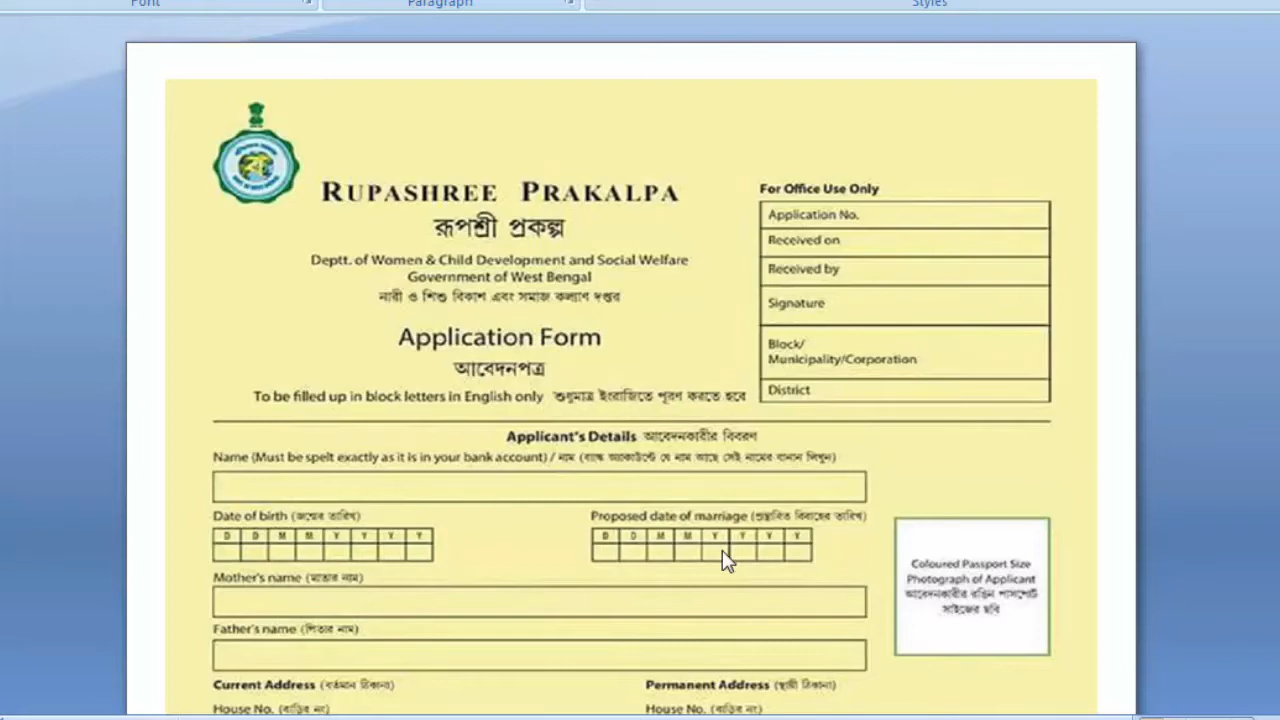 Font
Paragraph
Styles
RUPASHREE PRAKALPA
রূপশ্রী প্রকল্প
Deptt. of Women & Child Development and Social Welfare
Government of West Bengal
নারী ও শিশু বিকাশ এবং সমাজ কল্যাণ দপ্তর
Application Form
আবেদনপত্র
To be filled up in block letters in English only শুধুমাত্র ইংরাজিতে পূরণ করতে হবে
For Office Use Only
Application No.
Received on
Received by
Signature
Block/
Municipality/Corporation
District
Applicant's Details আবেদনকারীর বিবরণ
Name (Must be spelt exactly as it is in your bank account) / নাম (ব্যাঙ্ক অ্যাকাউন্টে যে নাম আছে সেই নামের বানান লিখুন)
Date of birth (জন্মের তারিখ)
D D M M Y Y Y Y
Proposed date of marriage (প্রস্তাবিত বিবাহের তারিখ)
D D M M Y Y Y Y
Coloured Passport Size
Photograph of Applicant
আবেদনকারীর রঙিন পাসপোর্ট
সাইজের ছবি
Mother's name (মাতার নাম)
Father's name (পিতার নাম)
Current Address (বর্তমান ঠিকানা)
Permanent Address (স্থায়ী ঠিকানা)
House No. (বাড়ির নং)
House No. (বাড়ির নং)